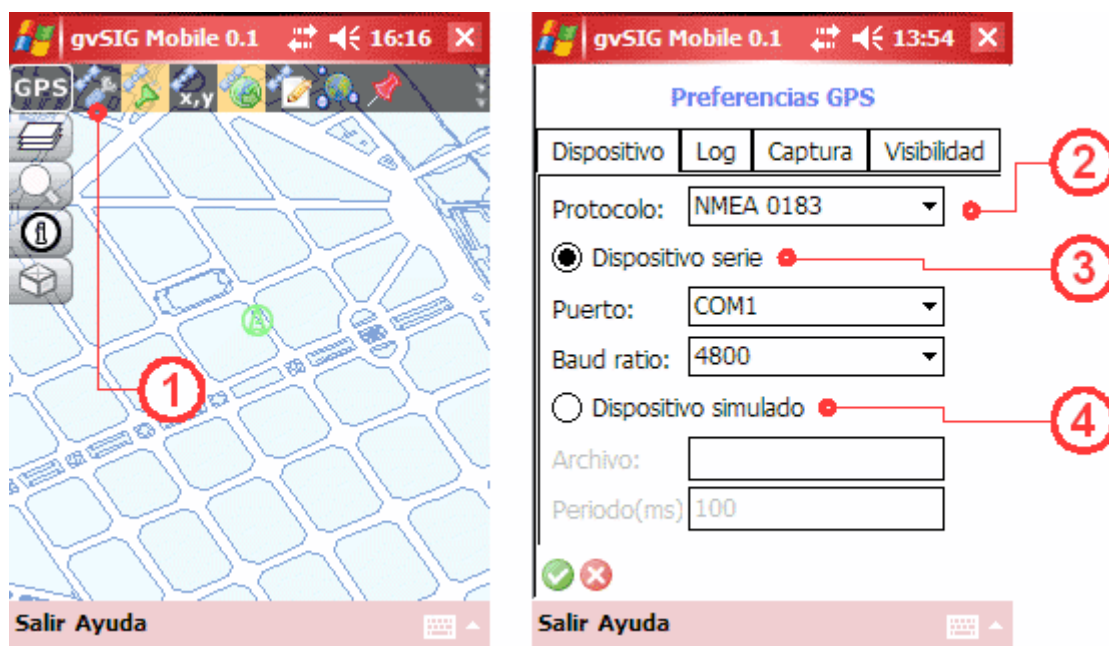 gvSIG Mobile 0.1 16:16
GPS x,y
1
Salir Ayuda
gvSIG Mobile 0.1 13:54
Preferencias GPS
Dispositivo Log Captura Visibilidad
Protocolo: NMEA 0183
2
Dispositivo serie
3
Puerto: COM1
Baud ratio: 4800
Dispositivo simulado
4
Archivo:
Periodo(ms) 100
Salir Ayuda